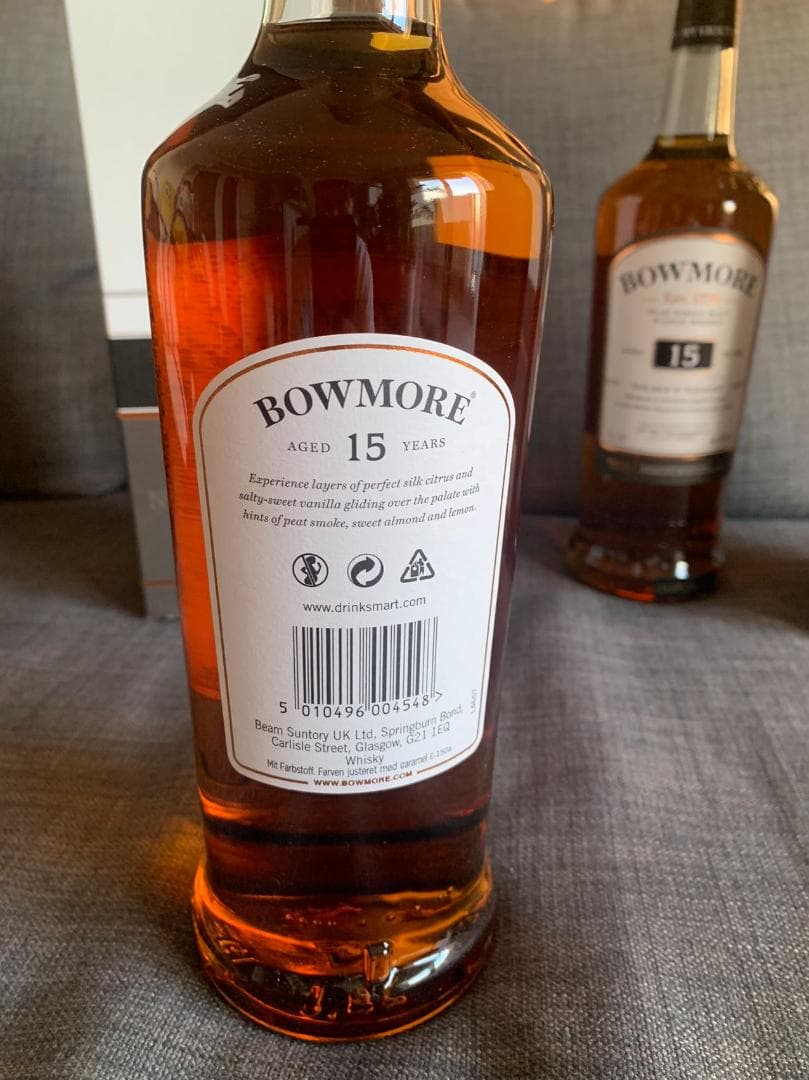 BOWMORE®
AGED 15 YEARS
Experience layers of perfect silk citrus and
salty-sweet vanilla gliding over the palate with
hints of peat smoke, sweet almond and lemon.
www.drinksmart.com
5 010496 004548 >
Beam Suntory UK Ltd, Springburn Bond,
Carlisle Street, Glasgow, G21 1EQ
Whisky
Mit Farbstoff. Farven justeret med caramel E 150a
WWW.BOWMORE.COM
BOWMORE
15